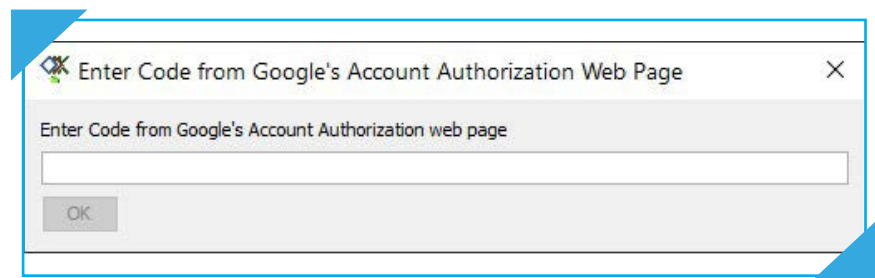 Enter Code from Google's Account Authorization Web Page
Enter Code from Google's Account Authorization web page
OK